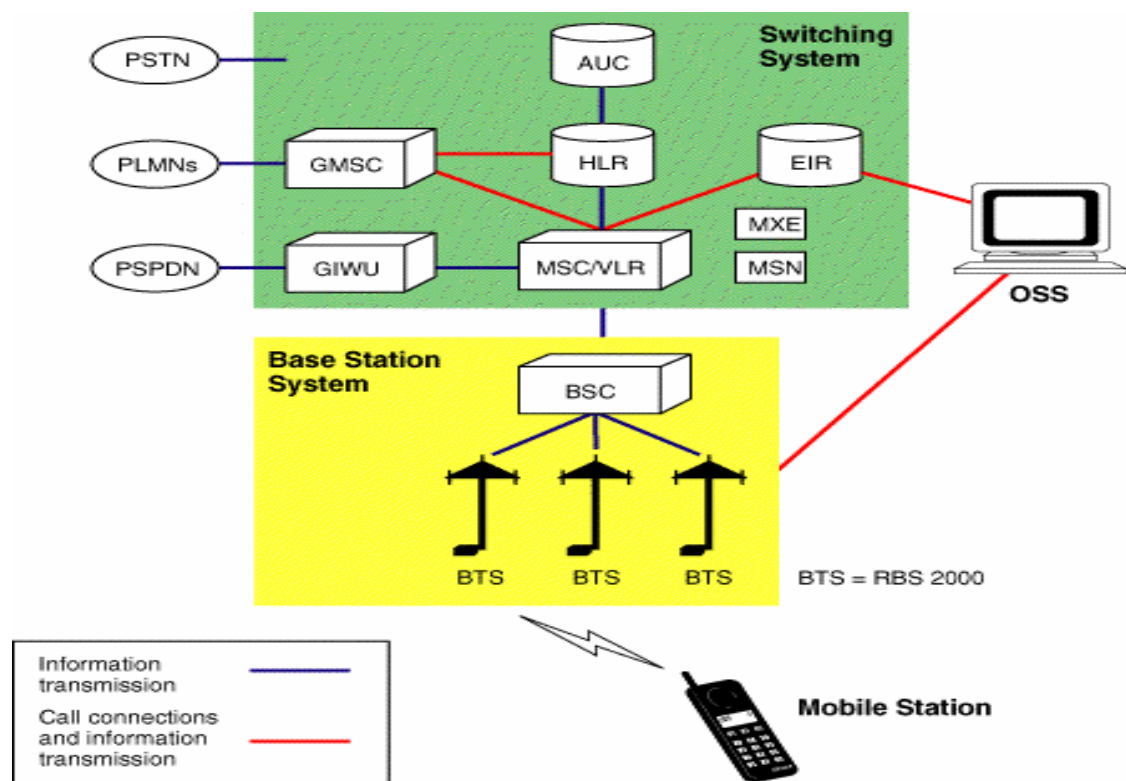 Switching
System
PSTN
AUC
PLMNs
GMSC
HLR
EIR
MXE
PSPDN
GIWU
MSC/VLR
MSN
OSS
Base Station
System
BSC
BTS
BTS
BTS
BTS = RBS 2000
Information
transmission
Call connections
and information
transmission
Mobile Station